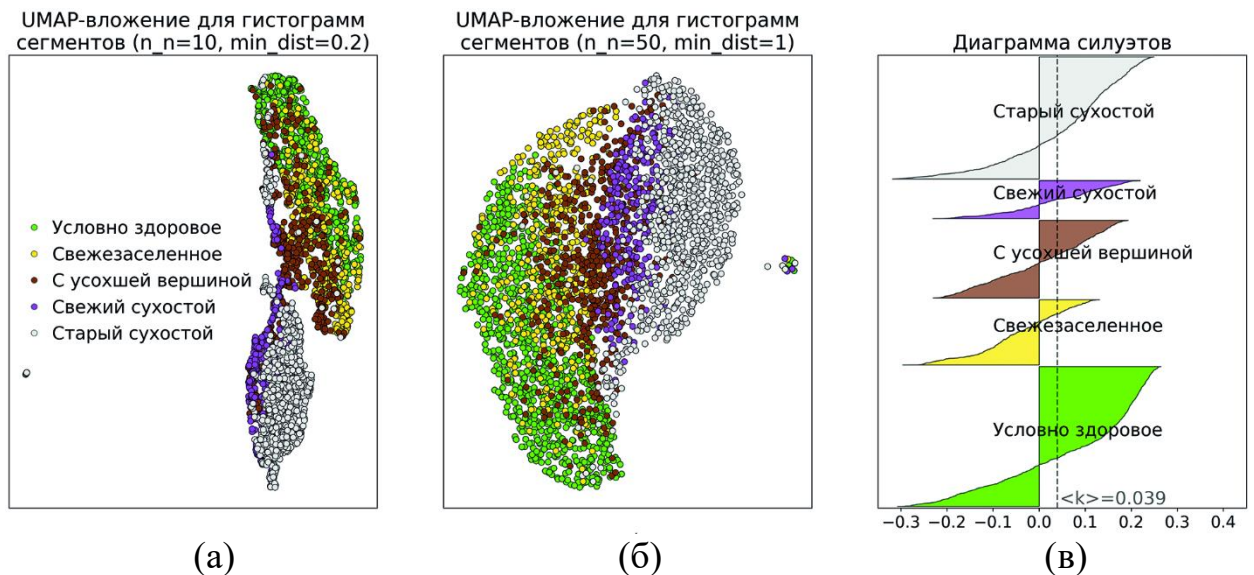 UMAP-вложение для гистограмм
сегментов (n_n=10, min_dist=0.2)
Условно здоровое
Свежезаселенное
С усохшей вершиной
Свежий сухостой
Старый сухостой
(а)
UMAP-вложение для гистограмм
сегментов (n_n=50, min_dist=1)
(б)
Диаграмма силуэтов
Старый сухостой
Свежий сухостой
С усохшей вершиной
Свежезаселенное
Условно здоровое
<k>=0.039
−0.3 −0.2 −0.1 0.0 0.1 0.2 0.3 0.4
(в)